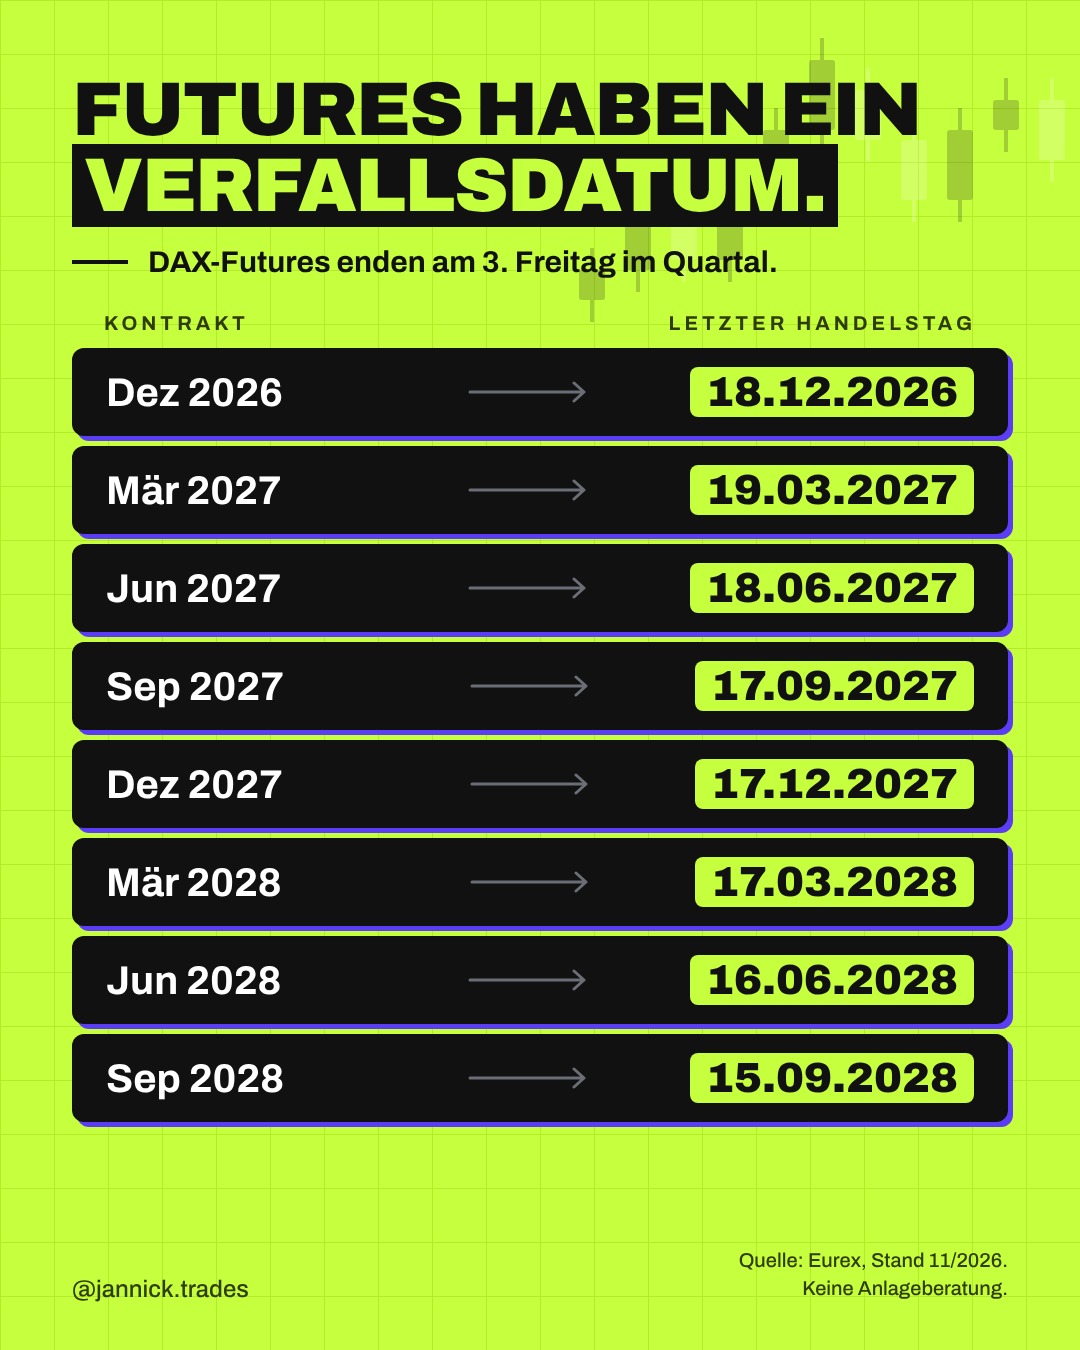 FUTURES HABEN EIN
VERFALLSDATUM.
DAX-Futures enden am 3. Freitag im Quartal.
KONTRAKT LETZTER HANDELSTAG
Dez 2026 18.12.2026
Mär 2027 19.03.2027
Jun 2027 18.06.2027
Sep 2027 17.09.2027
Dez 2027 17.12.2027
Mär 2028 17.03.2028
Jun 2028 16.06.2028
Sep 2028 15.09.2028
@jannick.trades
Quelle: Eurex, Stand 11/2026.
Keine Anlageberatung.